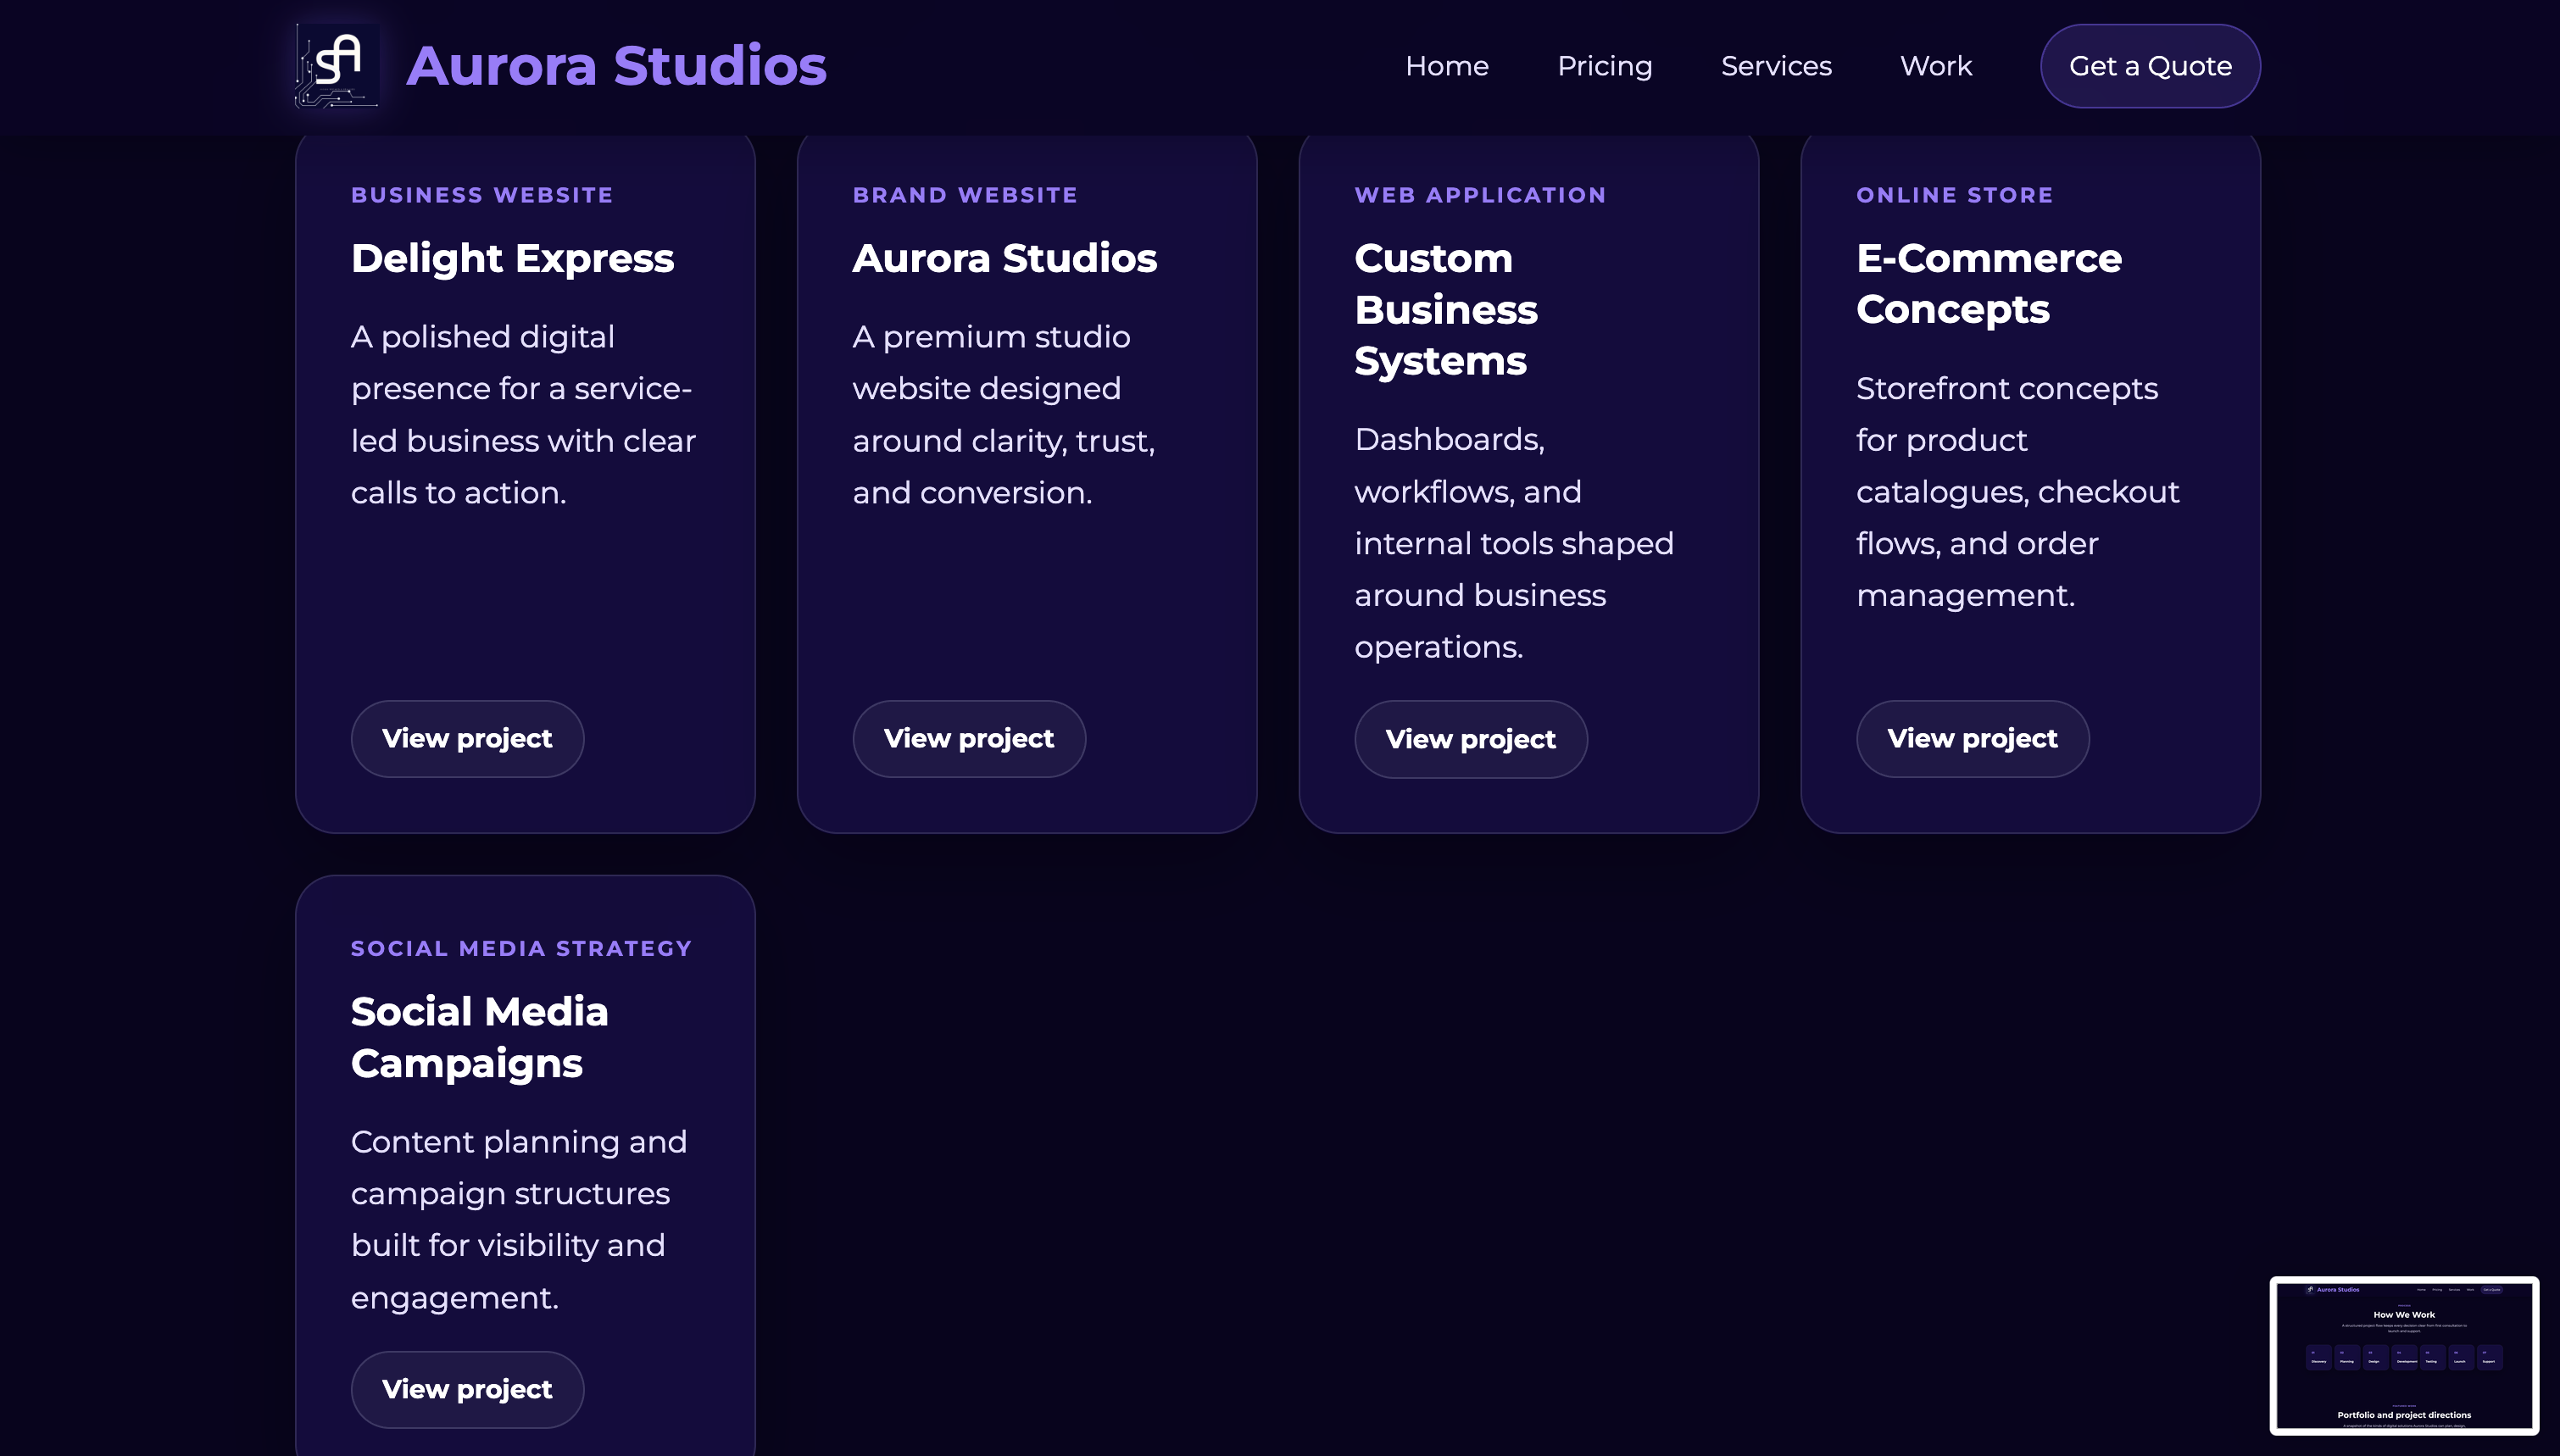 Aurora Studios
Home
Pricing
Services
Work
Get a Quote
BUSINESS WEBSITE
Delight Express
A polished digital
presence for a service-
led business with clear
calls to action.
View project
BRAND WEBSITE
Aurora Studios
A premium studio
website designed
around clarity, trust,
and conversion.
View project
WEB APPLICATION
Custom
Business
Systems
Dashboards,
workflows, and
internal tools shaped
around business
operations.
View project
ONLINE STORE
E-Commerce
Concepts
Storefront concepts
for product
catalogues, checkout
flows, and order
management.
View project
SOCIAL MEDIA STRATEGY
Social Media
Campaigns
Content planning and
campaign structures
built for visibility and
engagement.
View project
Aurora Studios
How We Work
Portfolio and project directions